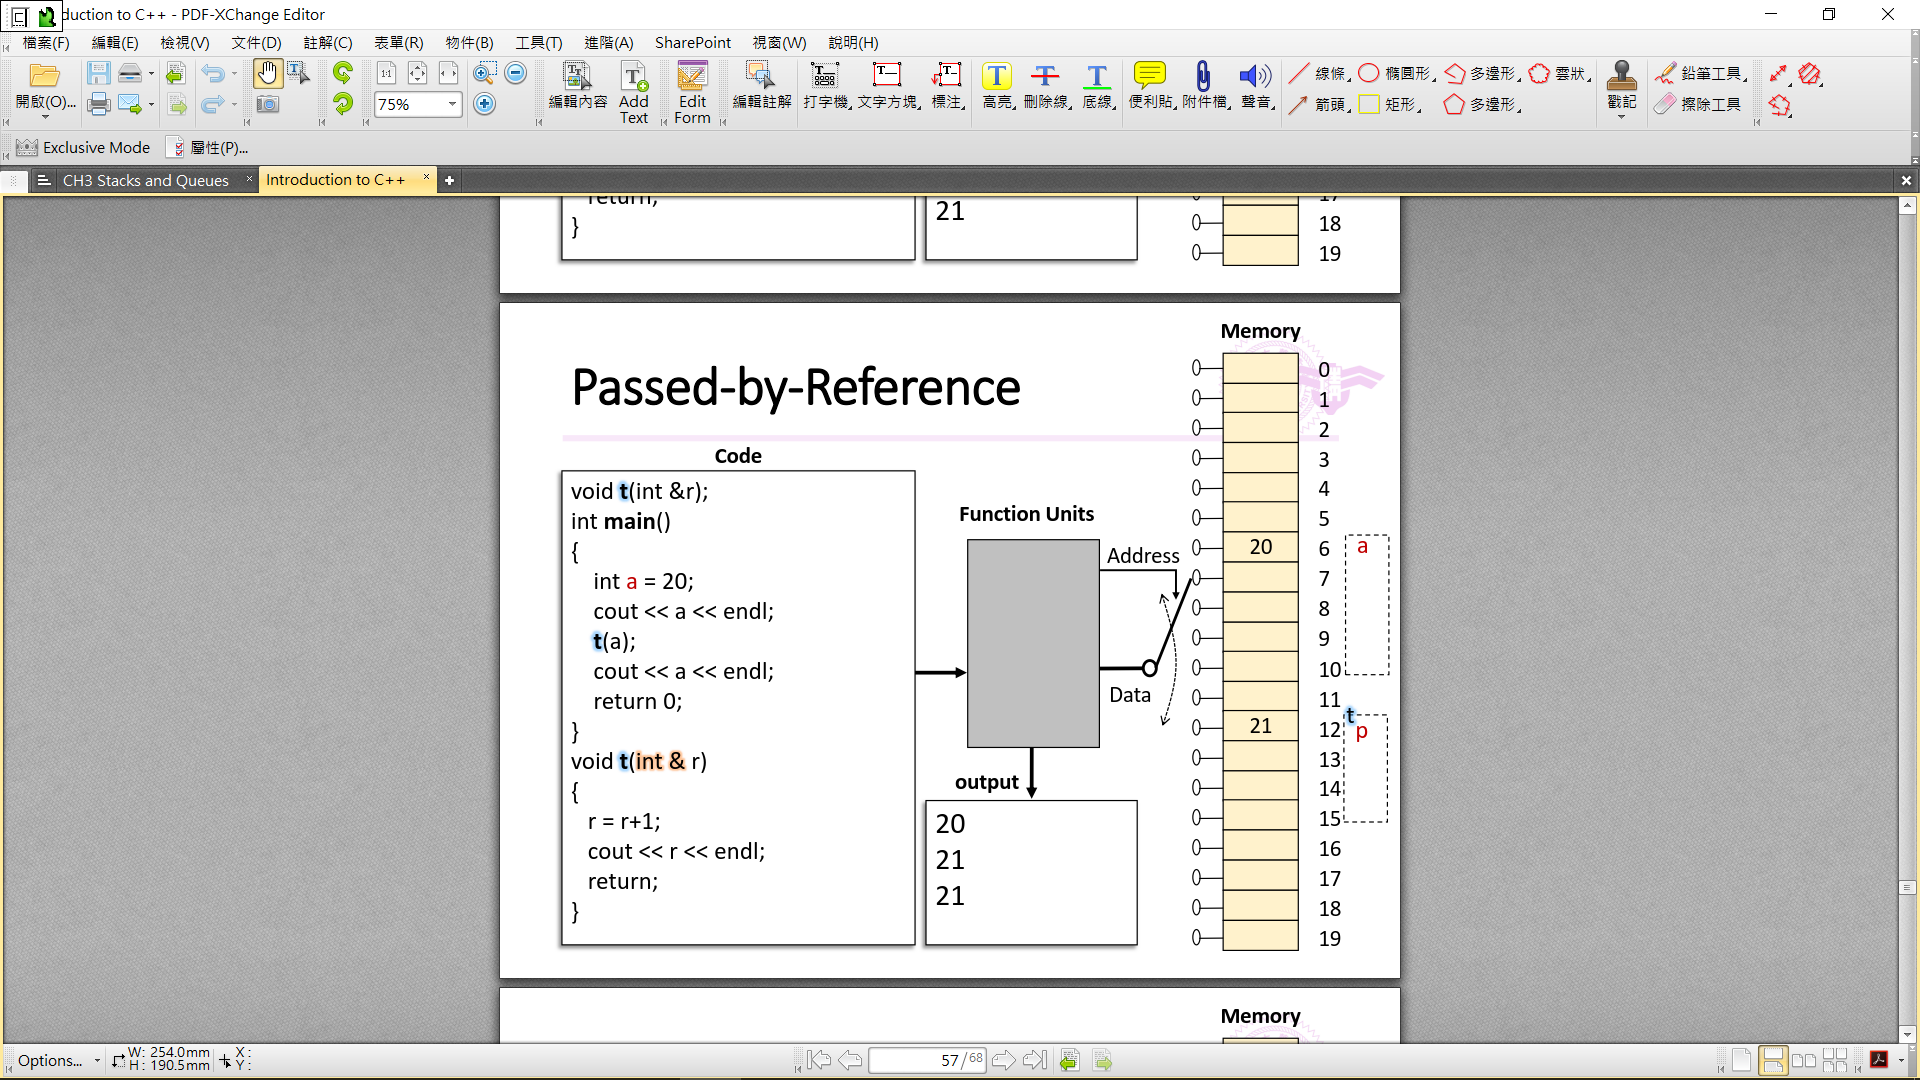 duction to C++ - PDF-XChange Editor
檔案(F) 編輯(E) 檢視(V) 文件(D) 註解(C) 表單(R) 物件(B) 工具(T) 進階(A) SharePoint 視窗(W) 說明(H)
開啟(O)...
1:1
75%
編輯內容
Add Text
Edit Form
編輯註解
打字機
文字方塊
標注
高亮
刪除線
底線
便利貼
附件檔
聲音
線條 橢圓形 多邊形 雲狀
箭頭 矩形 多邊形
戳記
鉛筆工具
擦除工具
Exclusive Mode 屬性(P)...
CH3 Stacks and Queues
Introduction to C++
return;
}
21
17
18
19
Passed-by-Reference
Code
void t(int &r);
int main()
{
int a = 20;
cout << a << endl;
t(a);
cout << a << endl;
return 0;
}
void t(int & r)
{
r = r+1;
cout << r << endl;
return;
}
Function Units
Address
Data
output
20
21
21
Memory
0
1
2
3
4
5
20 6 a
7
8
9
10
11
t
21 12 p
13
14
15
16
17
18
19
Memory
Options...
W: 254.0mm
H: 190.5mm
X:
Y:
57/68